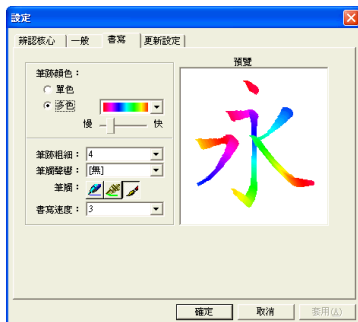 設定
辨認核心 一般 書寫 更新設定
筆跡顏色：
單色
漆色
慢 快
筆跡粗細： 4
筆觸聲響： [無]
筆觸：
書寫速度： 3
預覽
永
確定 取消 套用(A)